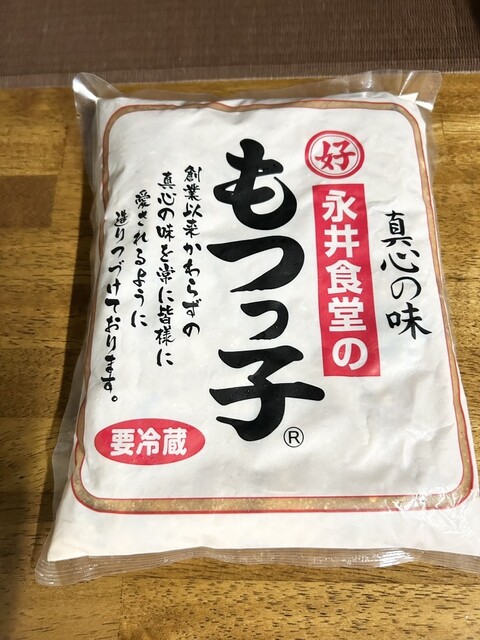 真心の味
好
永井食堂の
もつっ子
®
創業以来かわらずの
真心の味を常に皆様に
愛されるように
造りつづけております。
要冷蔵